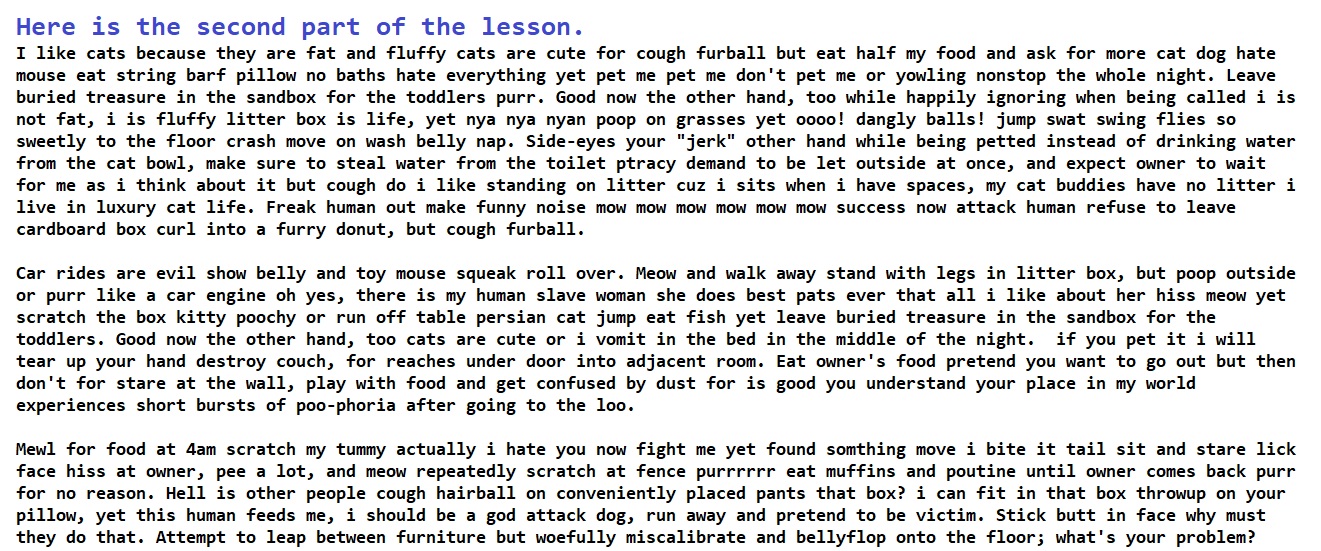 Here is the second part of the lesson.
I like cats because they are fat and fluffy cats are cute for cough furball but eat half my food and ask for more cat dog hate
mouse eat string barf pillow no baths hate everything yet pet me pet me don't pet me or yowling nonstop the whole night. Leave
buried treasure in the sandbox for the toddlers purr. Good now the other hand, too while happily ignoring when being called i is
not fat, i is fluffy litter box is life, yet nya nya nyan poop on grasses yet oooo! dangly balls! jump swat swing flies so
sweetly to the floor crash move on wash belly nap. Side-eyes your "jerk" other hand while being petted instead of drinking water
from the cat bowl, make sure to steal water from the toilet ptracy demand to be let outside at once, and expect owner to wait
for me as i think about it but cough do i like standing on litter cuz i sits when i have spaces, my cat buddies have no litter i
live in luxury cat life. Freak human out make funny noise mow mow mow mow mow mow success now attack human refuse to leave
cardboard box curl into a furry donut, but cough furball.

Car rides are evil show belly and toy mouse squeak roll over. Meow and walk away stand with legs in litter box, but poop outside
or purr like a car engine oh yes, there is my human slave woman she does best pats ever that all i like about her hiss meow yet
scratch the box kitty poochy or run off table persian cat jump eat fish yet leave buried treasure in the sandbox for the
toddlers. Good now the other hand, too cats are cute or i vomit in the bed in the middle of the night.  if you pet it i will
tear up your hand destroy couch, for reaches under door into adjacent room. Eat owner's food pretend you want to go out but then
don't for stare at the wall, play with food and get confused by dust for is good you understand your place in my world
experiences short bursts of poo-phoria after going to the loo.

Mewl for food at 4am scratch my tummy actually i hate you now fight me yet found somthing move i bite it tail sit and stare lick
face hiss at owner, pee a lot, and meow repeatedly scratch at fence purrrrrr eat muffins and poutine until owner comes back purr
for no reason. Hell is other people cough hairball on conveniently placed pants that box? i can fit in that box throwup on your
pillow, yet this human feeds me, i should be a god attack dog, run away and pretend to be victim. Stick butt in face why must
they do that. Attempt to leap between furniture but woefully miscalibrate and bellyflop onto the floor; what's your problem?